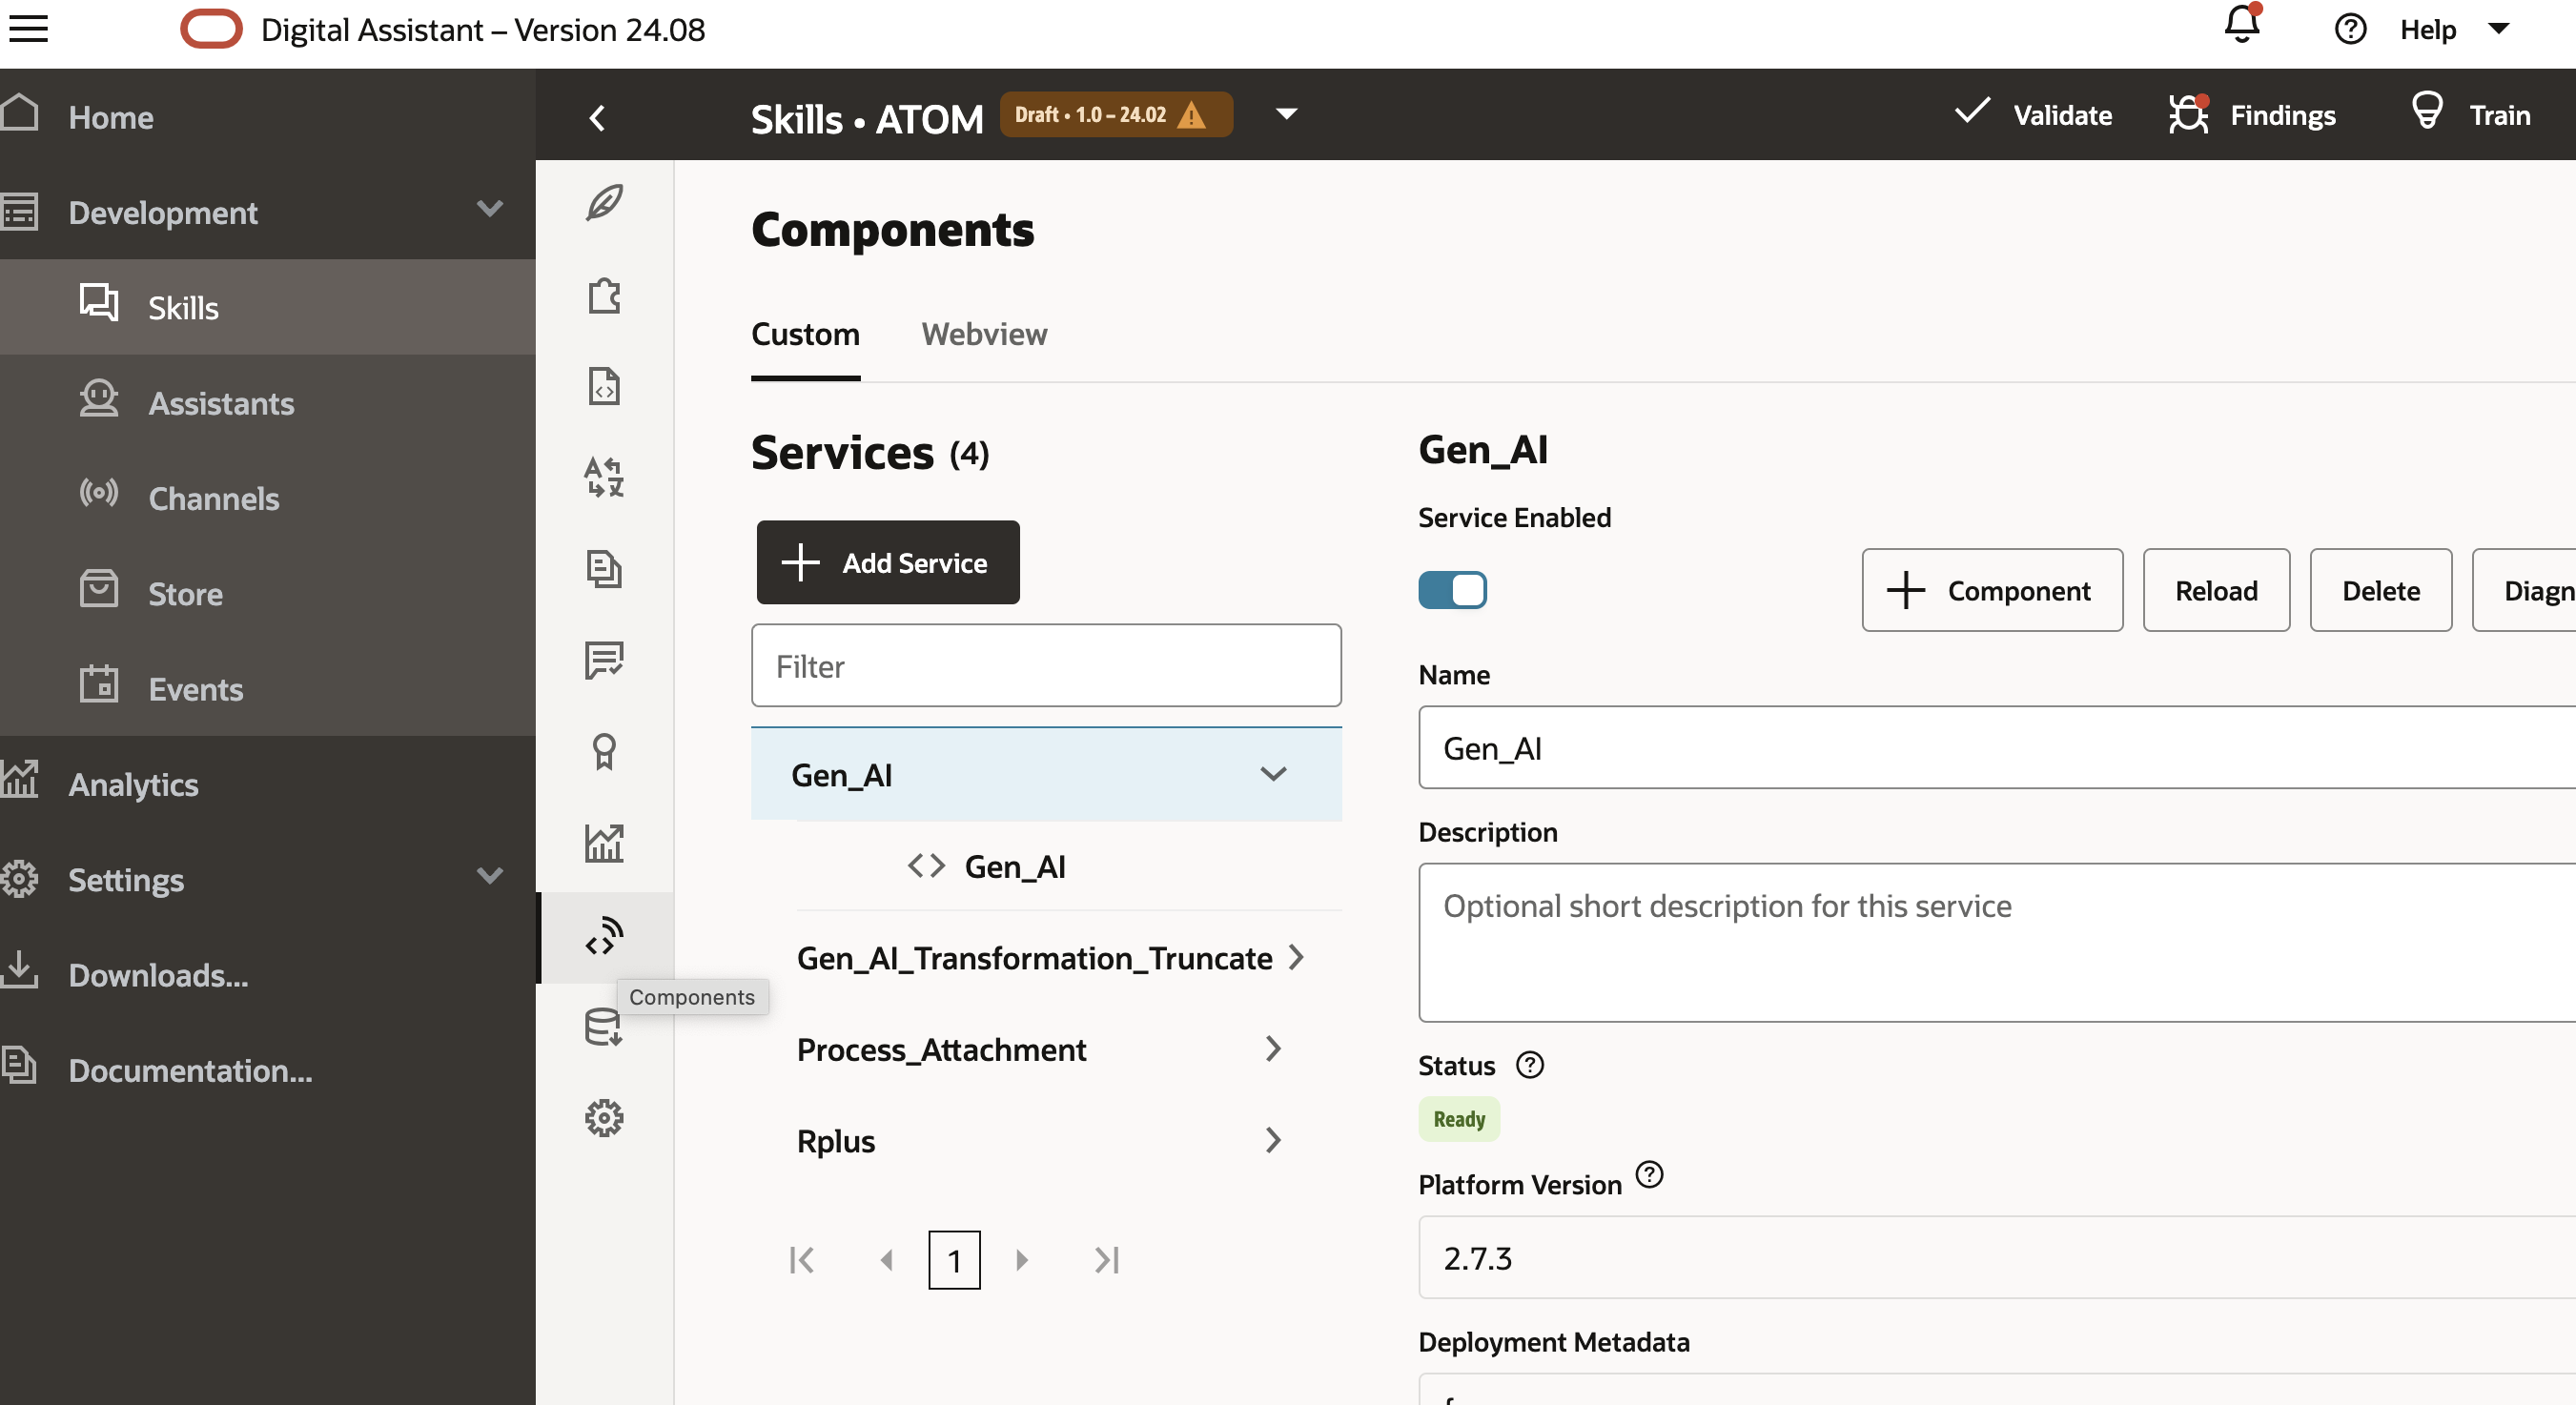 Digital Assistant – Version 24.08
Help
Home
Development
Skills
Assistants
Channels
Store
Events
Analytics
Settings
Downloads...
Documentation...
Skills • ATOM
Draft • 1.0 – 24.02
Validate
Findings
Train
Components
Components
Custom
Webview
Services (4)
Add Service
Filter
Gen_AI
Gen_AI
Gen_AI_Transformation_Truncate
Process_Attachment
Rplus
1
Gen_AI
Service Enabled
Component
Reload
Delete
Diagn
Name
Gen_AI
Description
Optional short description for this service
Status
Ready
Platform Version
2.7.3
Deployment Metadata